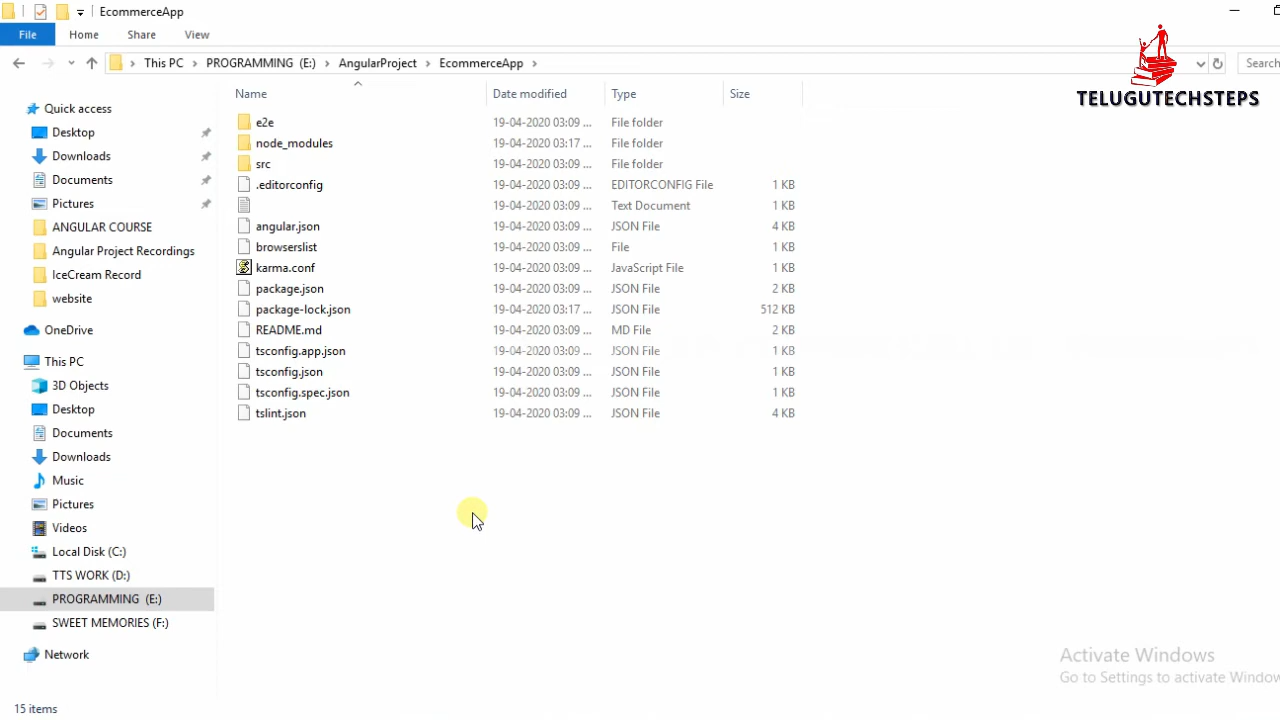 EcommerceApp
File Home Share View
This PC PROGRAMMING (E:) AngularProject EcommerceApp Search
TELUGUTECHSTEPS
Name Date modified Type Size
Quick access
Desktop
Downloads
Documents
Pictures
ANGULAR COURSE
Angular Project Recordings
IceCream Record
website
OneDrive
This PC
3D Objects
Desktop
Documents
Downloads
Music
Pictures
Videos
Local Disk (C:)
TTS WORK (D:)
PROGRAMMING (E:)
SWEET MEMORIES (F:)
Network
e2e 19-04-2020 03:09 ... File folder
node_modules 19-04-2020 03:17 ... File folder
src 19-04-2020 03:09 ... File folder
.editorconfig 19-04-2020 03:09 ... EDITORCONFIG File 1 KB
19-04-2020 03:09 ... Text Document 1 KB
angular.json 19-04-2020 03:09 ... JSON File 4 KB
browserslist 19-04-2020 03:09 ... File 1 KB
karma.conf 19-04-2020 03:09 ... JavaScript File 1 KB
package.json 19-04-2020 03:09 ... JSON File 2 KB
package-lock.json 19-04-2020 03:17 ... JSON File 512 KB
README.md 19-04-2020 03:09 ... MD File 2 KB
tsconfig.app.json 19-04-2020 03:09 ... JSON File 1 KB
tsconfig.json 19-04-2020 03:09 ... JSON File 1 KB
tsconfig.spec.json 19-04-2020 03:09 ... JSON File 1 KB
tslint.json 19-04-2020 03:09 ... JSON File 4 KB
Activate Windows
Go to Settings to activate Window
15 items